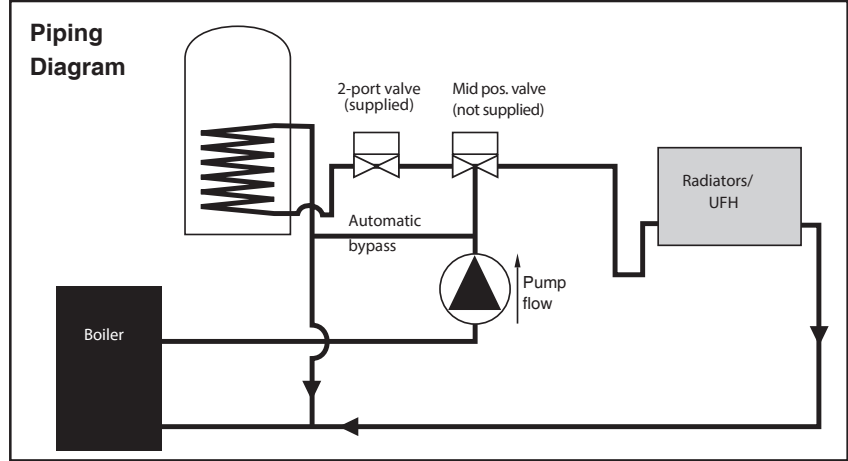 Piping
Diagram
2-port valve
(supplied)
Mid pos. valve
(not supplied)
Radiators/
UFH
Automatic
bypass
Pump
flow
Boiler